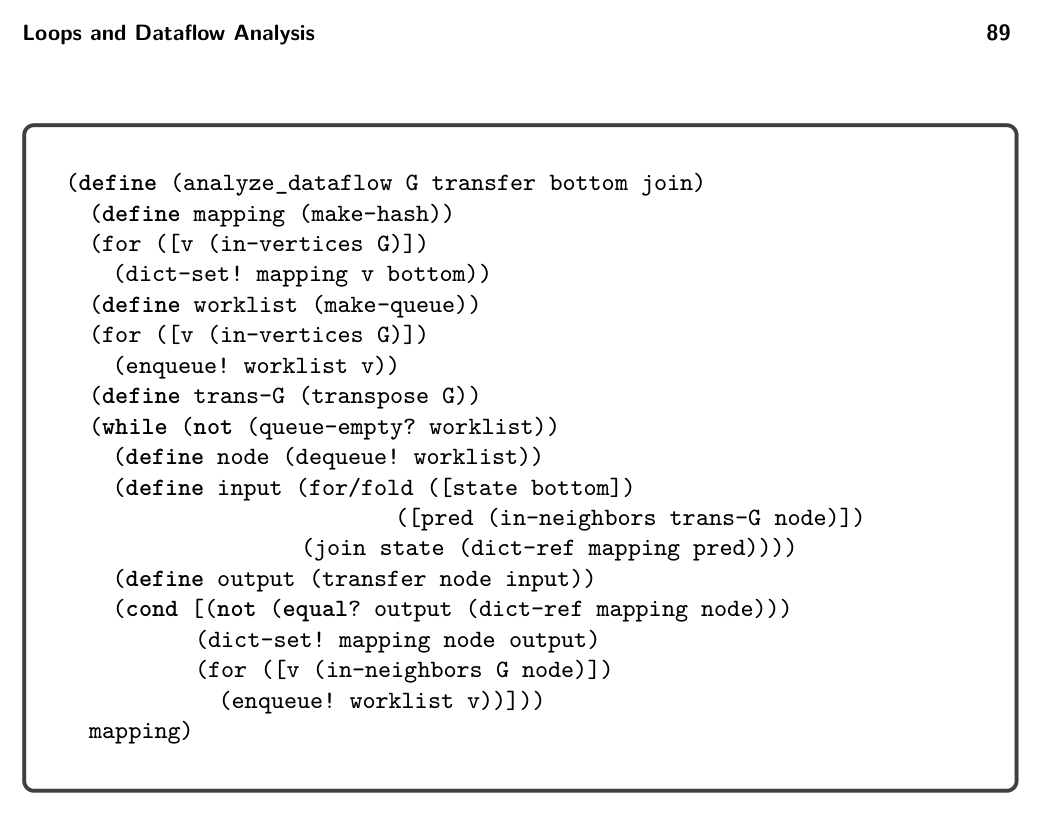 Loops and Dataflow Analysis 89
(define (analyze_dataflow G transfer bottom join)
(define mapping (make-hash))
(for ([v (in-vertices G)])
(dict-set! mapping v bottom))
(define worklist (make-queue))
(for ([v (in-vertices G)])
(enqueue! worklist v))
(define trans-G (transpose G))
(while (not (queue-empty? worklist))
(define node (dequeue! worklist))
(define input (for/fold ([state bottom])
([pred (in-neighbors trans-G node)])
(join state (dict-ref mapping pred))))
(define output (transfer node input))
(cond [(not (equal? output (dict-ref mapping node)))
(dict-set! mapping node output)
(for ([v (in-neighbors G node)])
(enqueue! worklist v))]))
mapping)